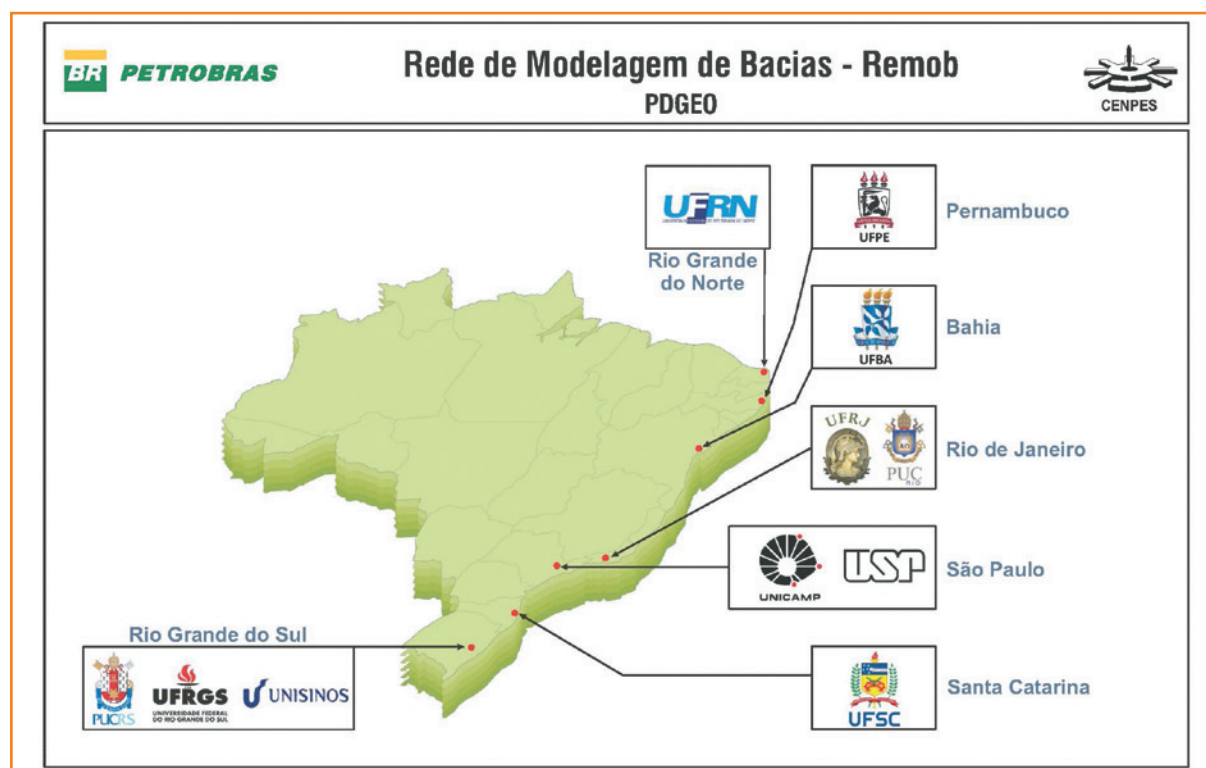 BR PETROBRAS
Rede de Modelagem de Bacias - Remob
PDGEO
CENPES
UFRN
Rio Grande
do Norte
UFPE
Pernambuco
UFBA
Bahia
UFRJ
PUC
RIO
Rio de Janeiro
UNICAMP
USP
São Paulo
Rio Grande do Sul
PUCRS
UFRGS
UNIVERSIDADE FEDERAL
DO RIO GRANDE DO SUL
UNISINOS
UFSC
Santa Catarina